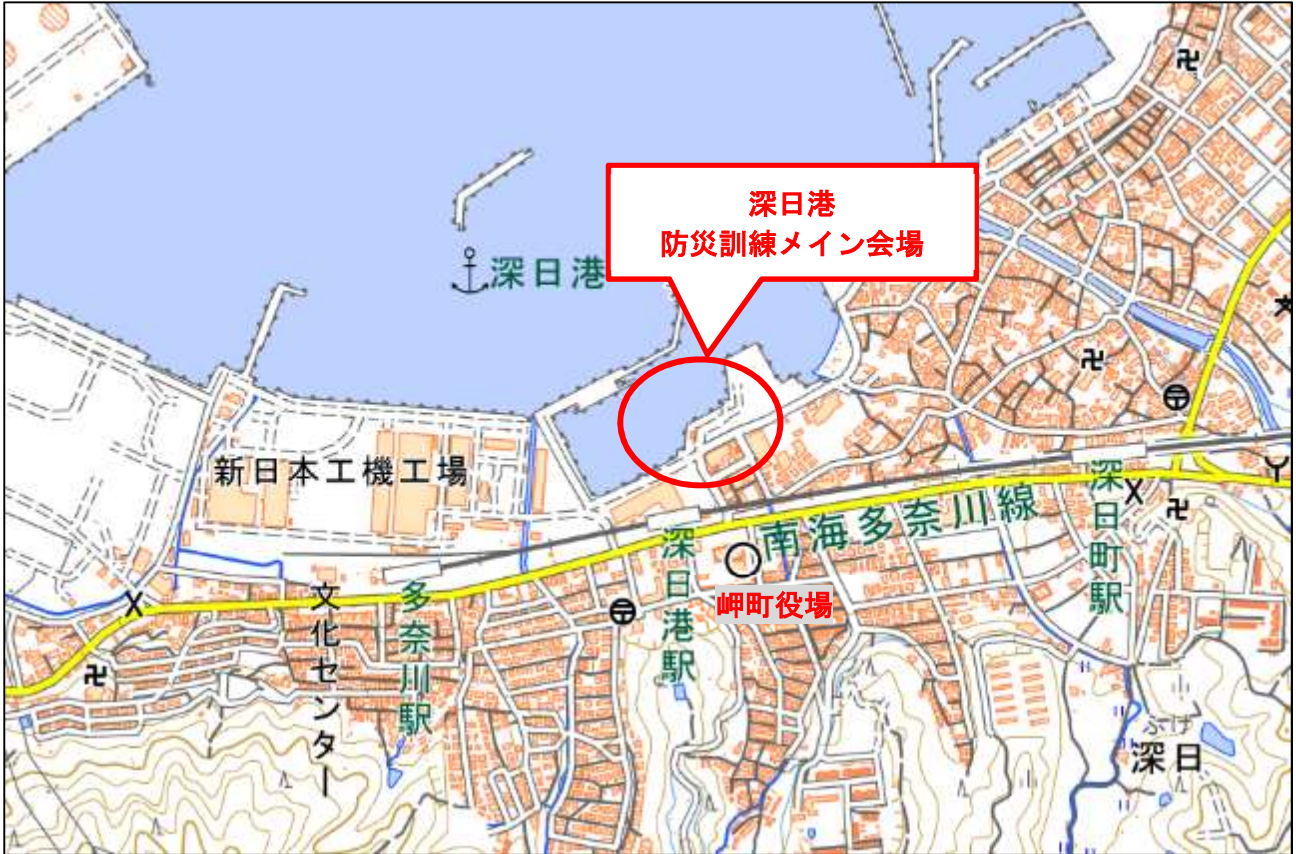 深日港
防災訓練メイン会場
深日港
新日本工機工場
南海多奈川線
深日町駅
深日港駅
岬町役場
多奈川駅
文化センター
ふけ
深日